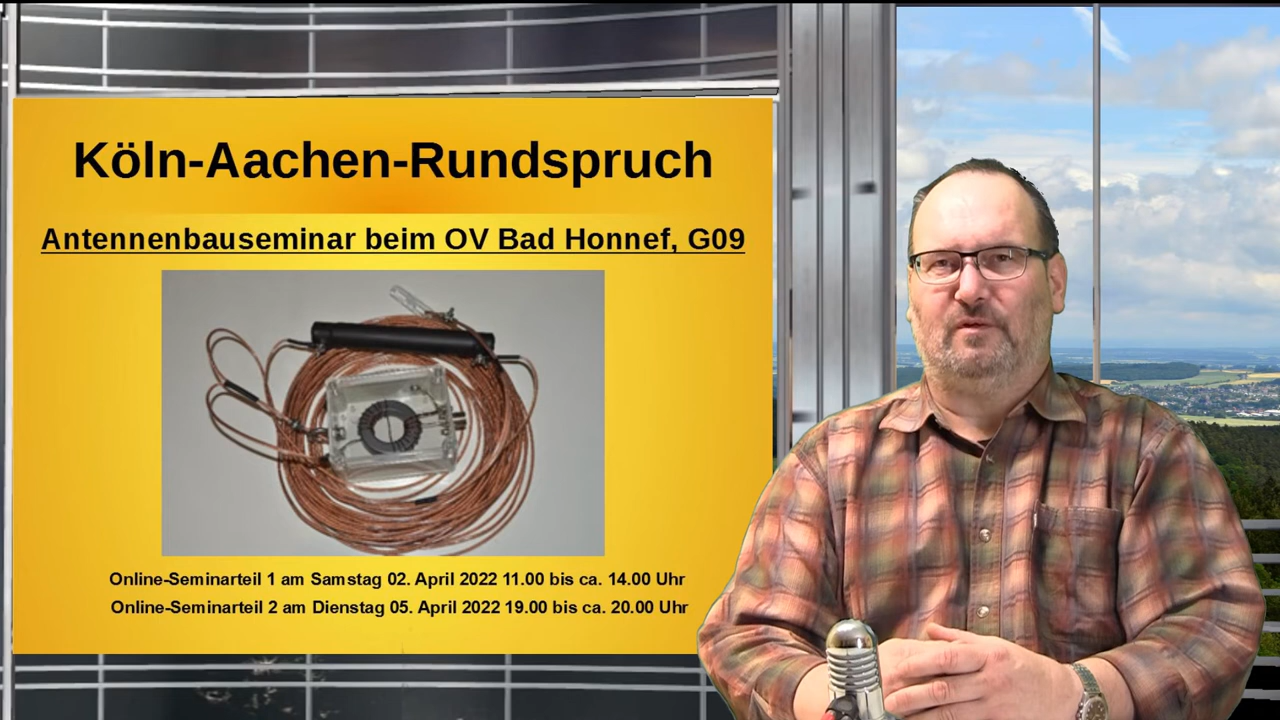 Köln-Aachen-Rundspruch
Antennenbauseminar beim OV Bad Honnef, G09
Online-Seminarteil 1 am Samstag 02. April 2022 11.00 bis ca. 14.00 Uhr
Online-Seminarteil 2 am Dienstag 05. April 2022 19.00 bis ca. 20.00 Uhr